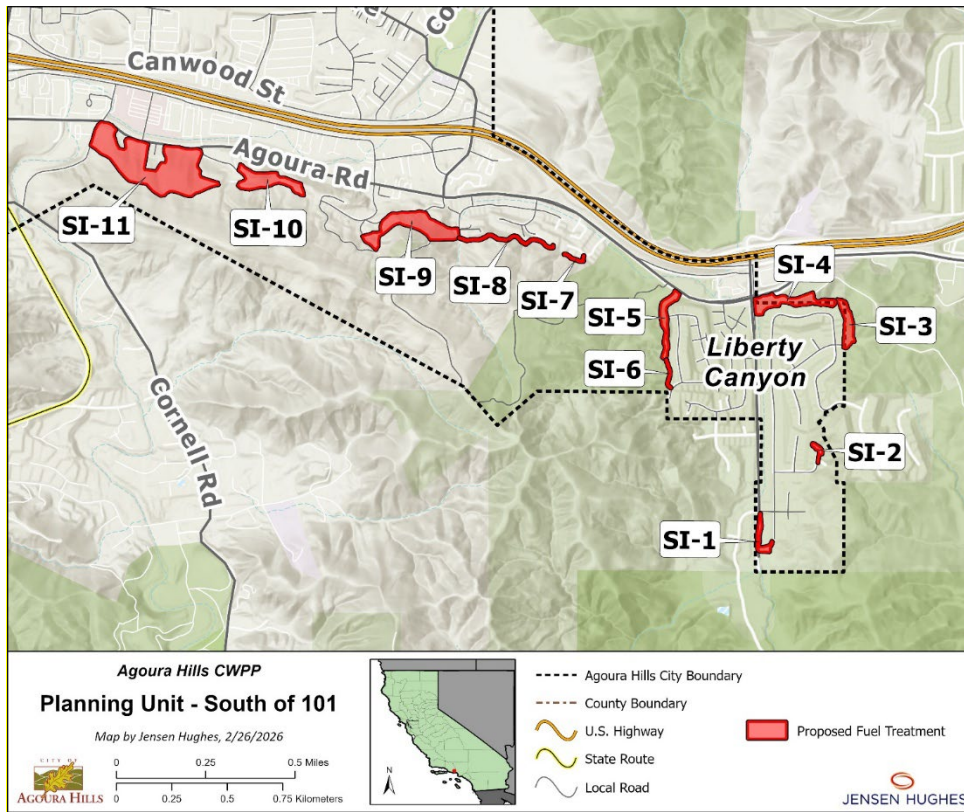 Canwood St
Co
Agoura Rd
SI-11
SI-10
SI-9
SI-8
SI-7
SI-4
SI-5
SI-3
Liberty
Canyon
SI-6
SI-2
SI-1
Cornell Rd
Agoura Hills CWPP
Planning Unit - South of 101
Map by Jensen Hughes, 2/26/2026
CITY OF
AGOURA HILLS
0 0.25 0.5 Miles
0 0.25 0.5 0.75 Kilometers
N
Agoura Hills City Boundary
County Boundary
U.S. Highway
State Route
Local Road
Proposed Fuel Treatment
JENSEN HUGHES